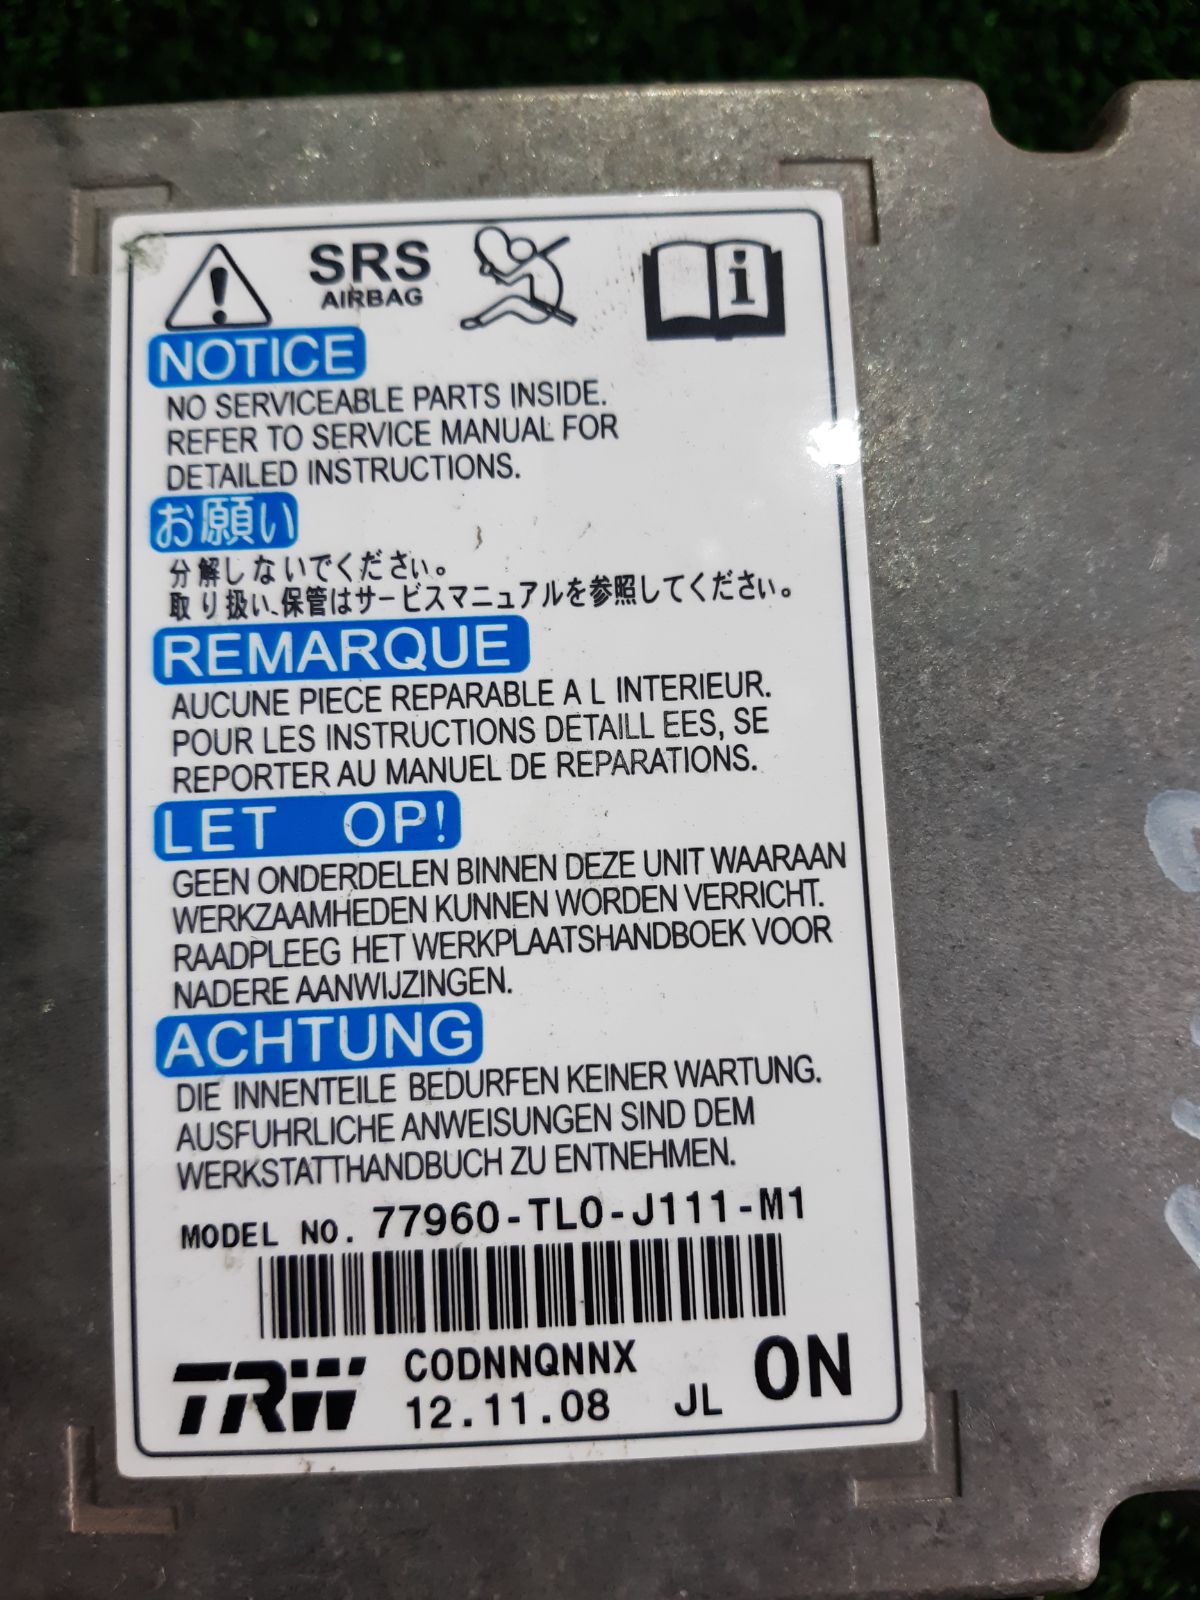 SRS
AIRBAG
NOTICE
NO SERVICEABLE PARTS INSIDE.
REFER TO SERVICE MANUAL FOR
DETAILED INSTRUCTIONS.
お願い
分解しないでください。
取り扱い、保管はサービスマニュアルを参照してください。
REMARQUE
AUCUNE PIECE REPARABLE A L INTERIEUR.
POUR LES INSTRUCTIONS DETAILL EES, SE
REPORTER AU MANUEL DE REPARATIONS.
LET OP!
GEEN ONDERDELEN BINNEN DEZE UNIT WAARAAN
WERKZAAMHEDEN KUNNEN WORDEN VERRICHT.
RAADPLEEG HET WERKPLAATSHANDBOEK VOOR
NADERE AANWIJZINGEN.
ACHTUNG
DIE INNENTEILE BEDURFEN KEINER WARTUNG.
AUSFUHRLICHE ANWEISUNGEN SIND DEM
WERKSTATTHANDBUCH ZU ENTNEHMEN.
MODEL NO. 77960-TL0-J111-M1
TRW C0DNNQNNX
12.11.08 JL 0N